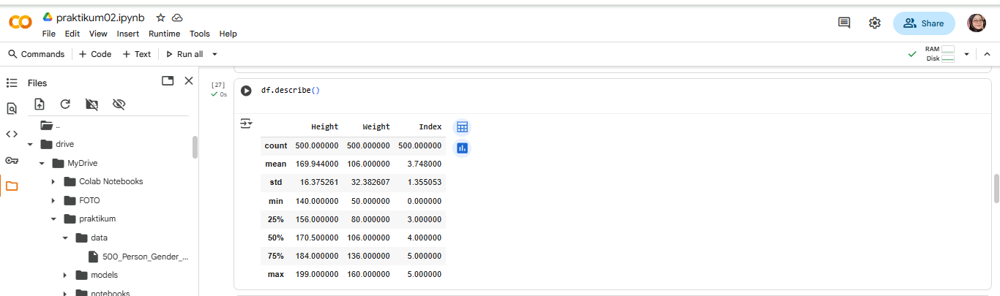 praktikum02.ipynb
File Edit View Insert Runtime Tools Help
Share
Commands + Code + Text Run all
RAM
Disk
Files
..
drive
MyDrive
Colab Notebooks
FOTO
praktikum
data
500_Person_Gender_...
models
notebooks
[27]
0s
df.describe()
Height Weight Index
count 500.000000 500.000000 500.000000
mean 169.944000 106.000000 3.748000
std 16.375261 32.382607 1.355053
min 140.000000 50.000000 0.000000
25% 156.000000 80.000000 3.000000
50% 170.500000 106.000000 4.000000
75% 184.000000 136.000000 5.000000
max 199.000000 160.000000 5.000000